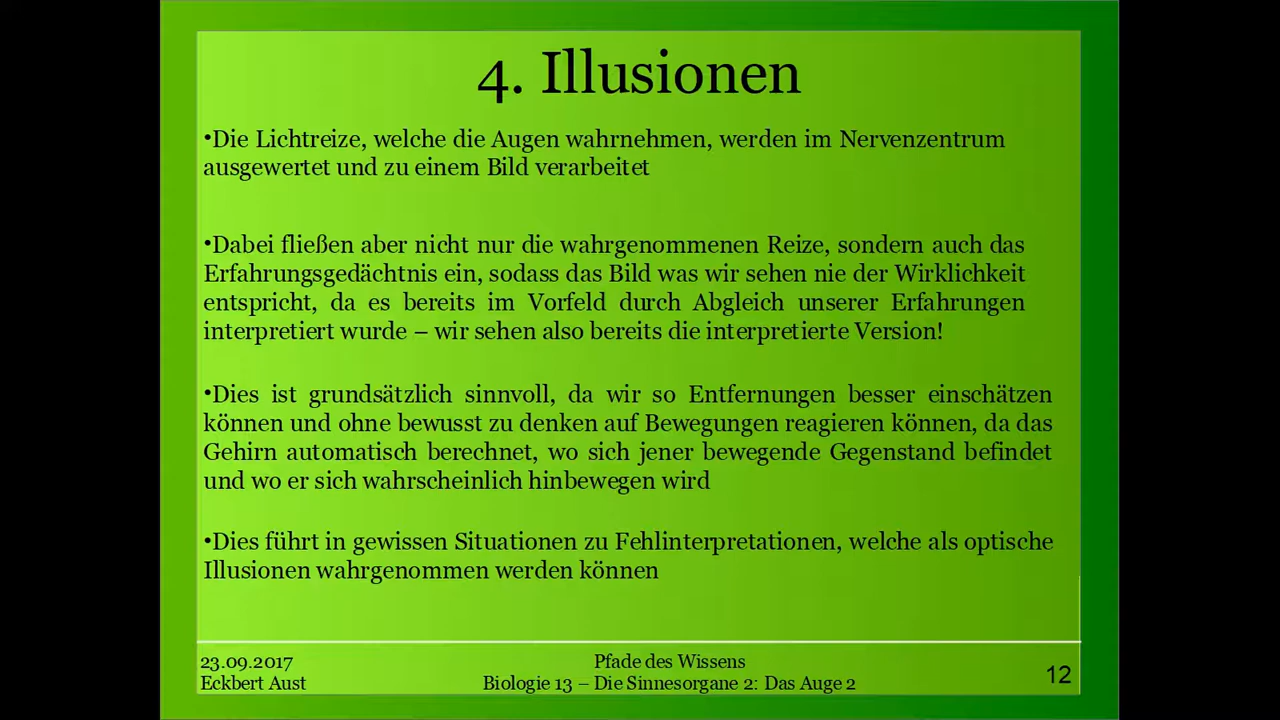 4. Illusionen
•Die Lichtreize, welche die Augen wahrnehmen, werden im Nervenzentrum
ausgewertet und zu einem Bild verarbeitet
•Dabei fließen aber nicht nur die wahrgenommenen Reize, sondern auch das
Erfahrungsgedächtnis ein, sodass das Bild was wir sehen nie der Wirklichkeit
entspricht, da es bereits im Vorfeld durch Abgleich unserer Erfahrungen
interpretiert wurde – wir sehen also bereits die interpretierte Version!
•Dies ist grundsätzlich sinnvoll, da wir so Entfernungen besser einschätzen
können und ohne bewusst zu denken auf Bewegungen reagieren können, da das
Gehirn automatisch berechnet, wo sich jener bewegende Gegenstand befindet
und wo er sich wahrscheinlich hinbewegen wird
•Dies führt in gewissen Situationen zu Fehlinterpretationen, welche als optische
Illusionen wahrgenommen werden können
23.09.2017
Eckbert Aust
Pfade des Wissens
Biologie 13 – Die Sinnesorgane 2: Das Auge 2
12